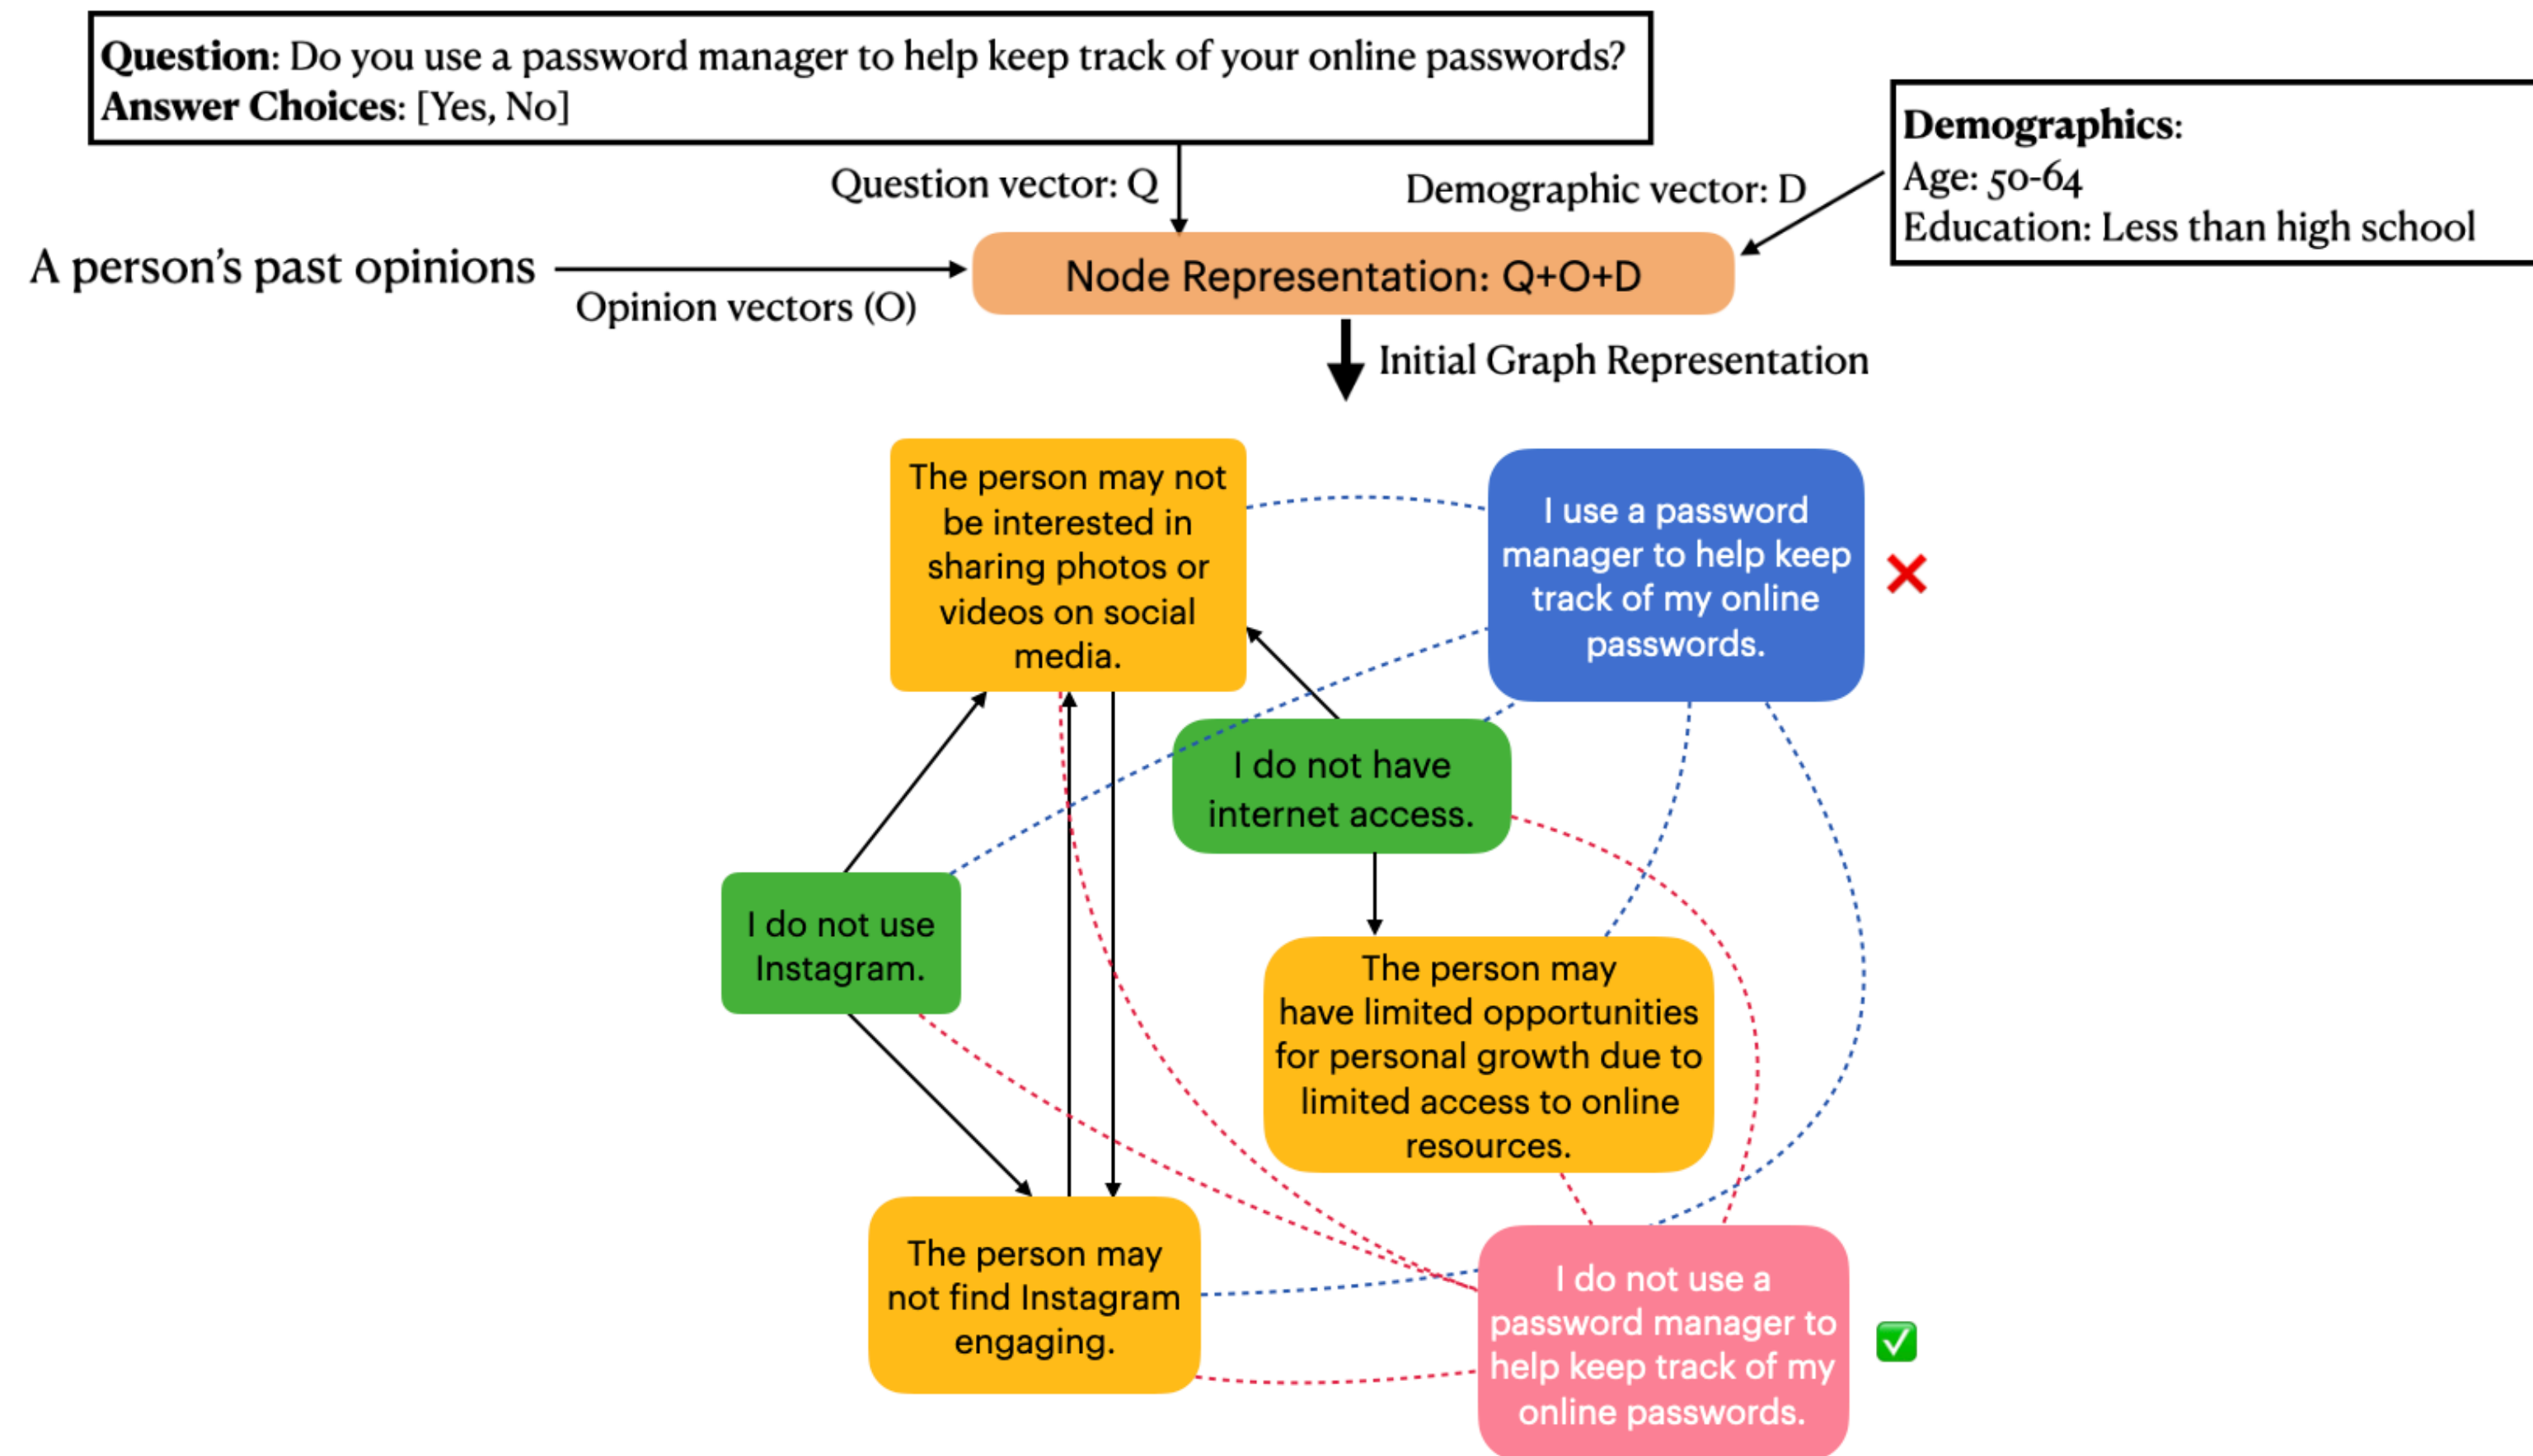 Question: Do you use a password manager to help keep track of your online passwords?
Answer Choices: [Yes, No]
Demographics:
Age: 50-64
Education: Less than high school
Question vector: Q
Demographic vector: D
A person's past opinions
Opinion vectors (O)
Node Representation: Q+O+D
Initial Graph Representation
The person may not
be interested in
sharing photos or
videos on social
media.
I use a password
manager to help keep
track of my online
passwords.
I do not have
internet access.
I do not use
Instagram.
The person may
have limited opportunities
for personal growth due to
limited access to online
resources.
The person may
not find Instagram
engaging.
I do not use a
password manager to
help keep track of my
online passwords.